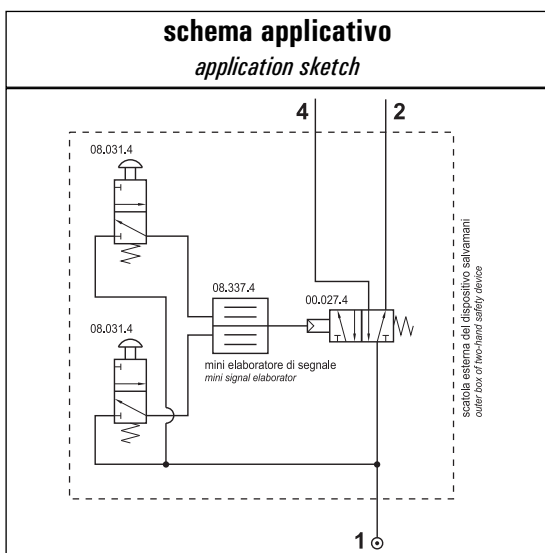 schema applicativo
application sketch
4
2
08.031.4
08.337.4
00.027.4
08.031.4
mini elaboratore di segnale
mini signal elaborator
scatola esterna del dispositivo salvamani
outer box of two-hand safety device
1